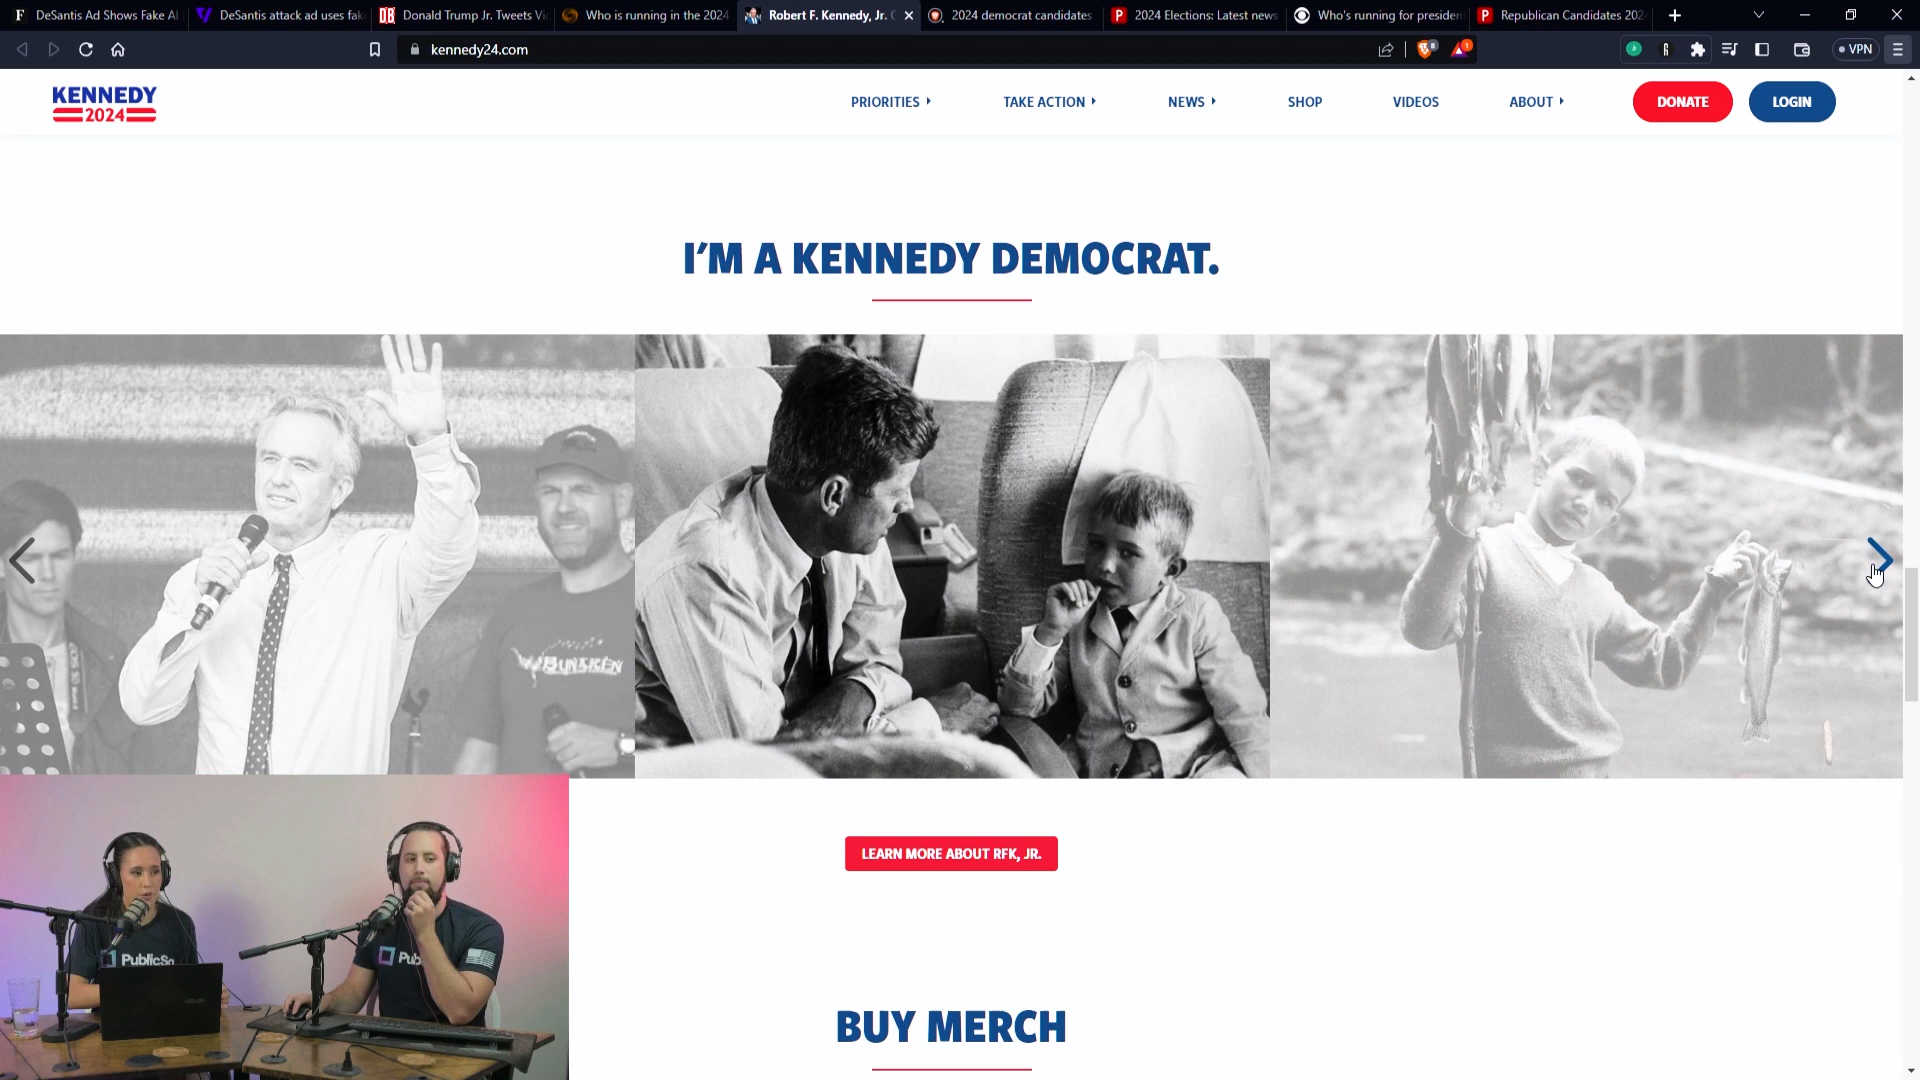 DeSantis Ad Shows Fake AI
DeSantis attack ad uses fak
DB Donald Trump Jr. Tweets Vi
Who is running in the 2024
Robert F. Kennedy, Jr.
2024 democrat candidates
2024 Elections: Latest news
Who's running for presiden
Republican Candidates 202
kennedy24.com
VPN
KENNEDY
2024
PRIORITIES
TAKE ACTION
NEWS
SHOP
VIDEOS
ABOUT
DONATE
LOGIN
I'M A KENNEDY DEMOCRAT.
LEARN MORE ABOUT RFK, JR.
PublicSq
Pub
BUY MERCH